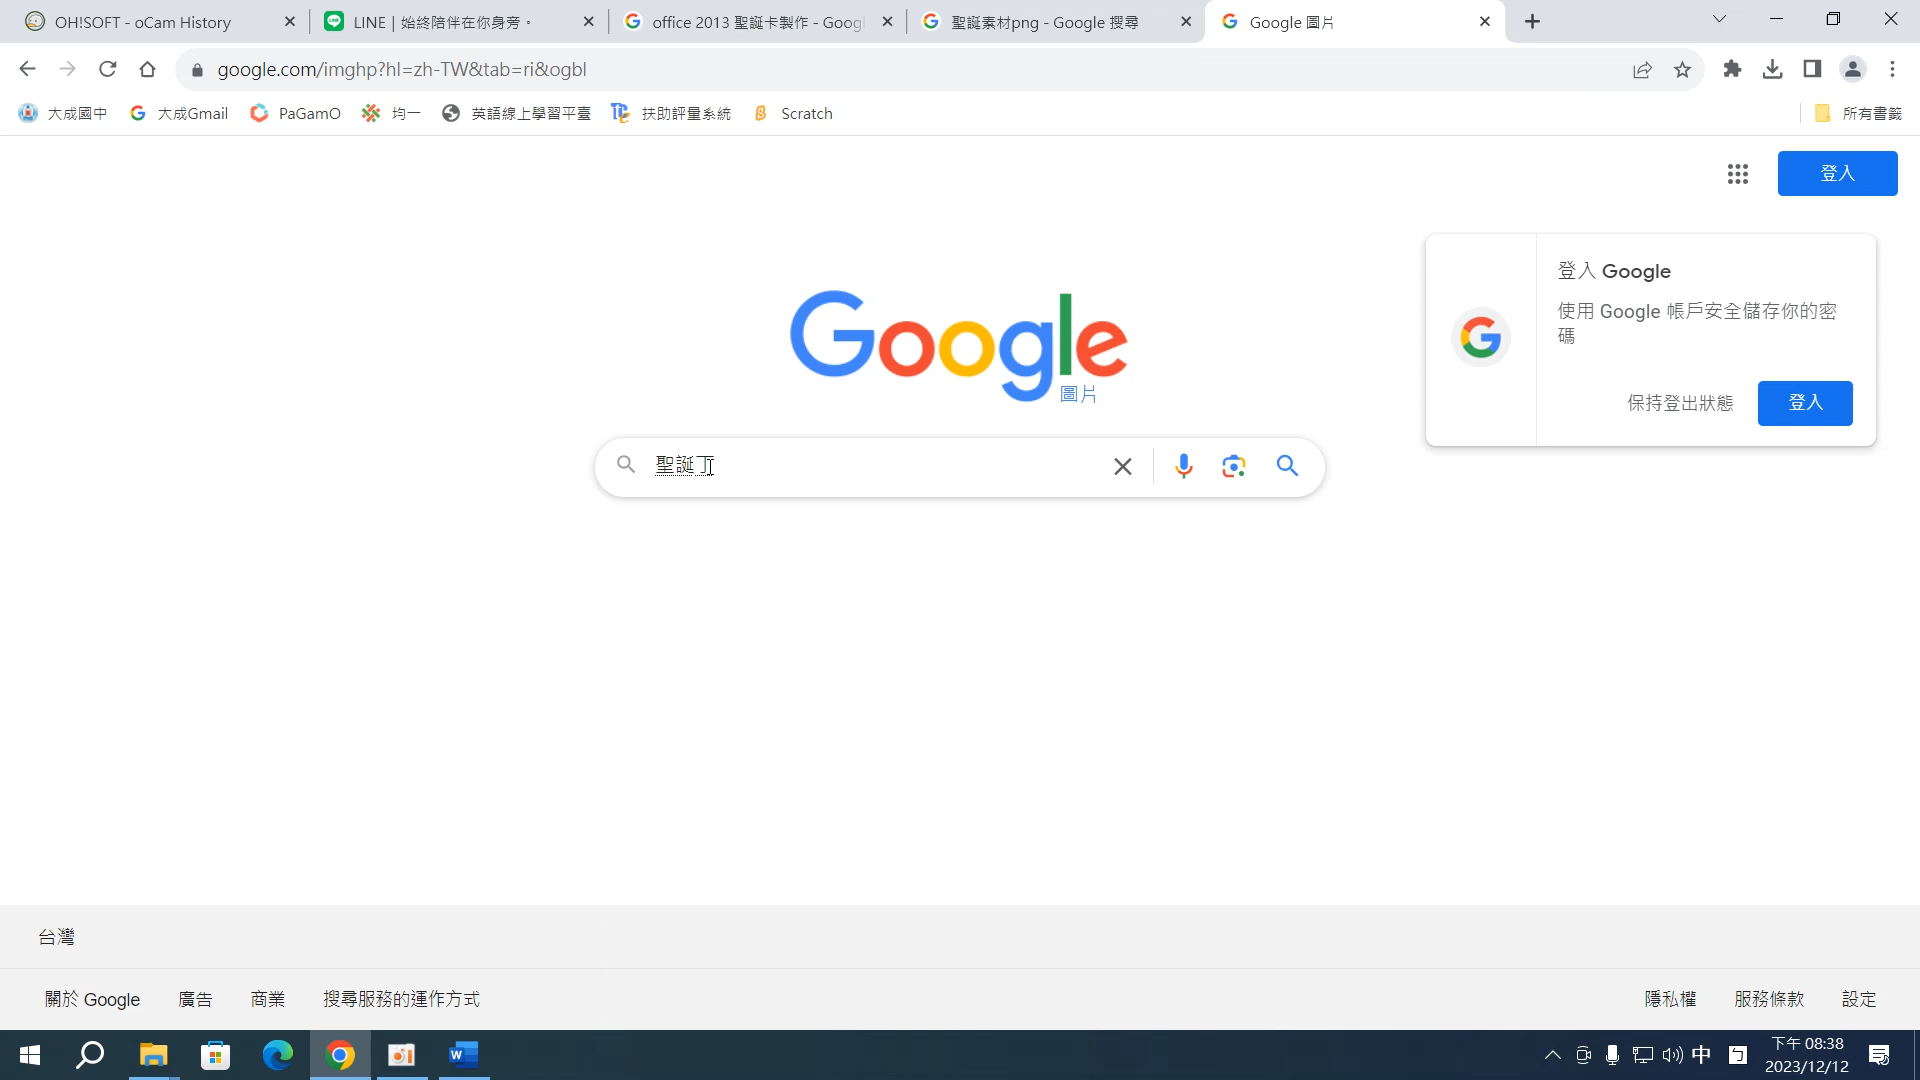 OH!SOFT - oCam History
LINE | 始終陪伴在你身旁。
office 2013 聖誕卡製作 - Goog
聖誕素材png - Google 搜尋
Google 圖片
google.com/imghp?hl=zh-TW&tab=ri&ogbl
大成國中
大成Gmail
PaGamO
均一
英語線上學習平臺
扶助評量系統
Scratch
所有書籤
登入
登入 Google
使用 Google 帳戶安全儲存你的密
碼
保持登出狀態
登入
Google
圖片
聖誕ㄒ
台灣
關於 Google
廣告
商業
搜尋服務的運作方式
隱私權
服務條款
設定
中
ㄅ
下午 08:38
2023/12/12